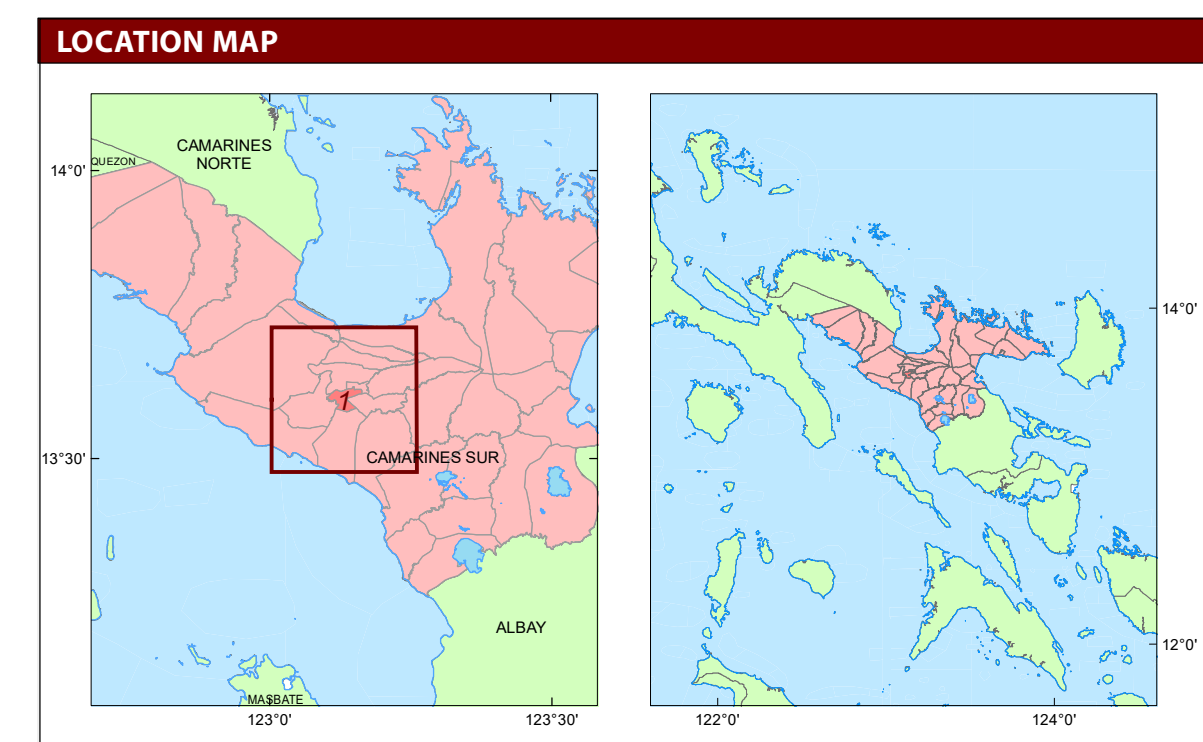 LOCATION MAP
CAMARINES
NORTE
QUEZON
14°0'
1
13°30'
CAMARINES SUR
ALBAY
MASBATE
123°0'
123°30'
14°0'
12°0'
122°0'
124°0'